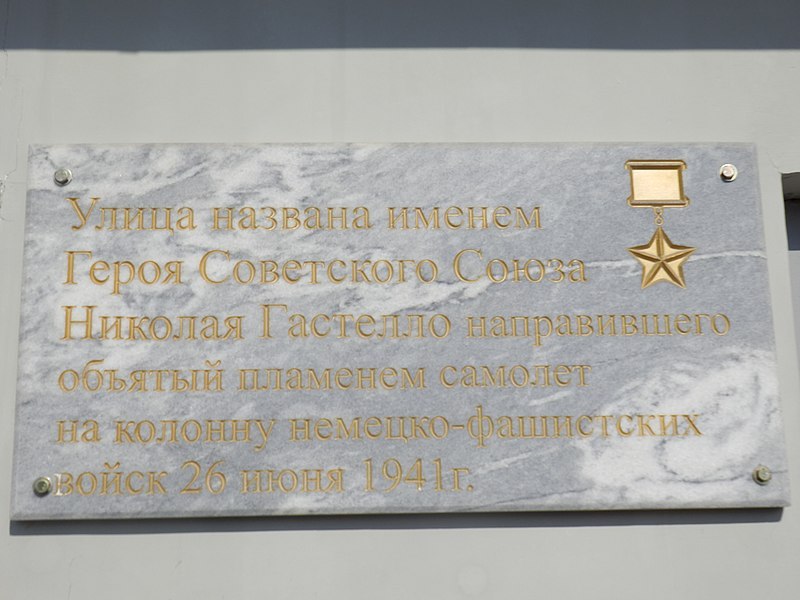 Улица названа именем
Героя Советского Союза
Николая Гастелло направившего
объятый пламенем самолет
на колонну немецко-фашистских
войск 26 июня 1941г.